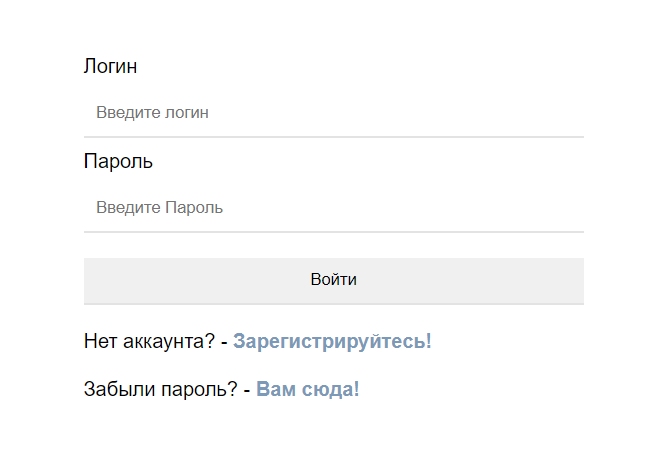 Логин
Введите логин
Пароль
Введите Пароль
Войти
Нет аккаунта? - Зарегистрируйтесь!
Забыли пароль? - Вам сюда!